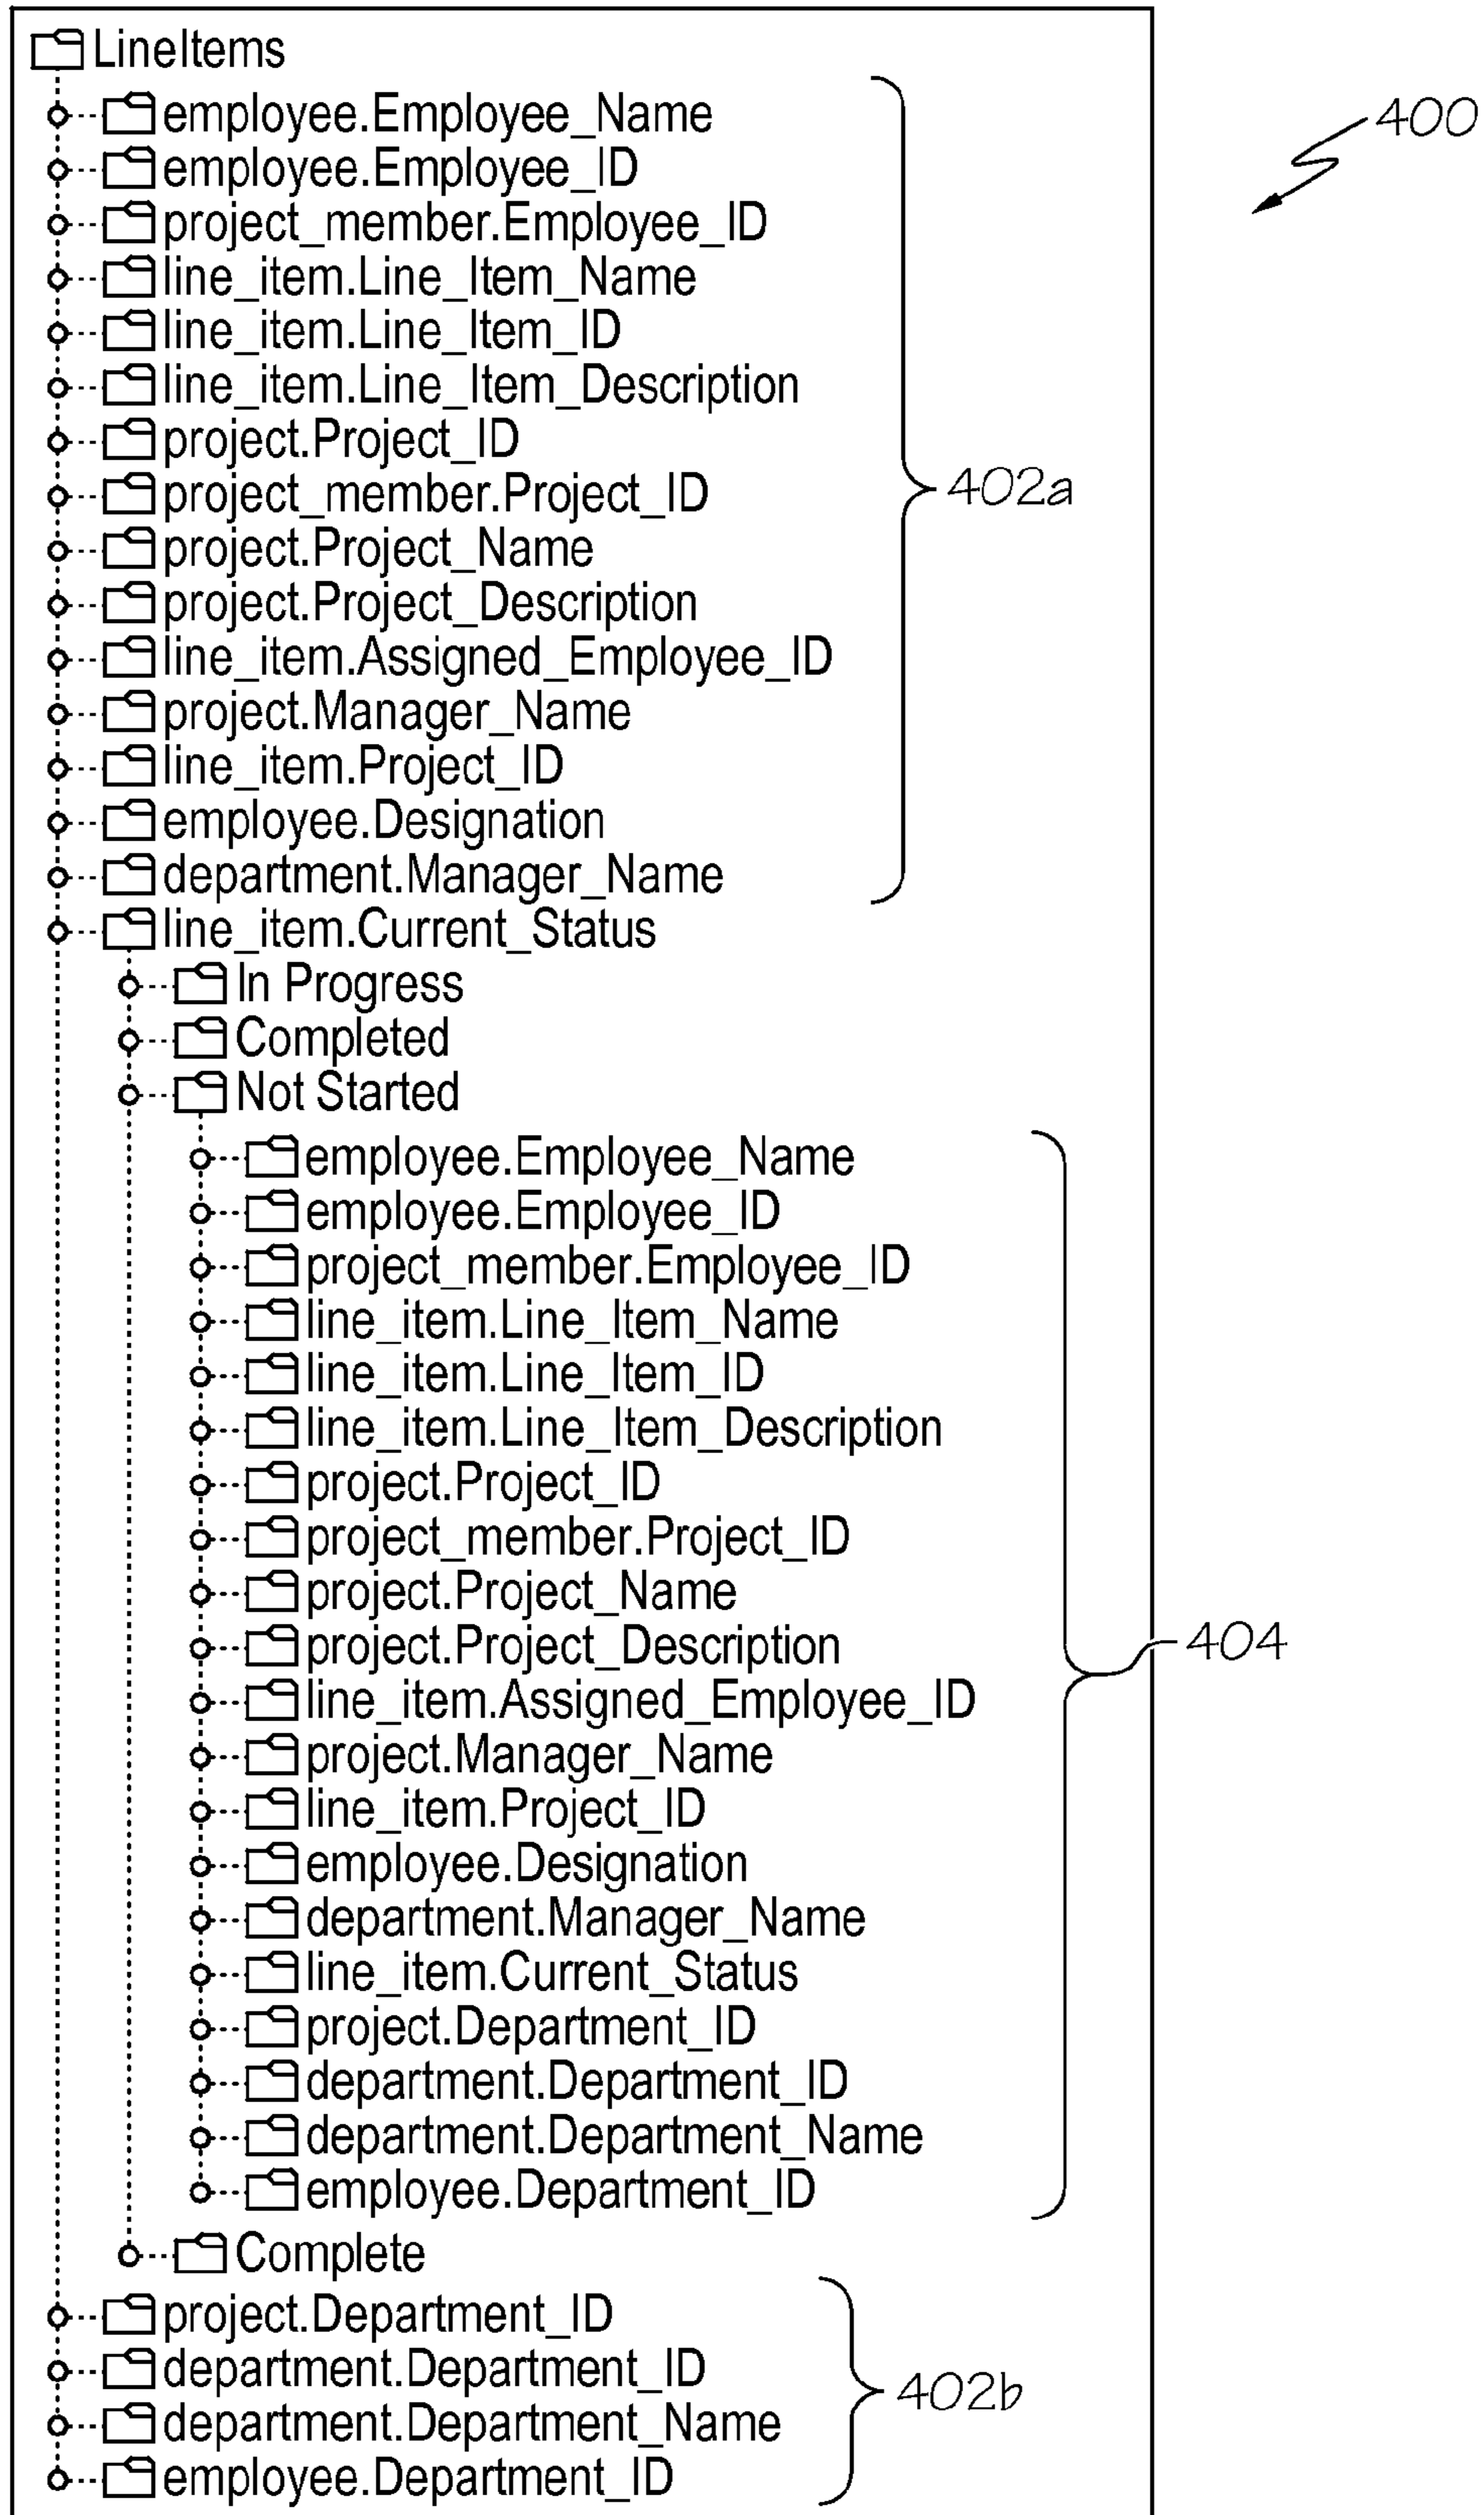 LineItems
employee.Employee_Name
400
employee.Employee_ID
project_member.Employee_ID
line_item.Line_Item_Name
line_item.Line_Item_ID
line_item.Line_Item_Description
project.Project_ID
project_member.Project_ID
402a
project.Project_Name
project.Project_Description
line_item.Assigned_Employee_ID
project.Manager_Name
line_item.Project_ID
employee.Designation
department.Manager_Name
line_item.Current_Status
In Progress
Completed
Not Started
employee.Employee_Name
employee.Employee_ID
project_member.Employee_ID
line_item.Line_Item_Name
line_item.Line_Item_ID
line_item.Line_Item_Description
project.Project_ID
project_member.Project_ID
project.Project_Name
project.Project_Description
404
line_item.Assigned_Employee_ID
project.Manager_Name
line_item.Project_ID
employee.Designation
department.Manager_Name
line_item.Current_Status
project.Department_ID
department.Department_ID
department.Department_Name
employee.Department_ID
Complete
project.Department_ID
department.Department_ID
402b
department.Department_Name
employee.Department_ID